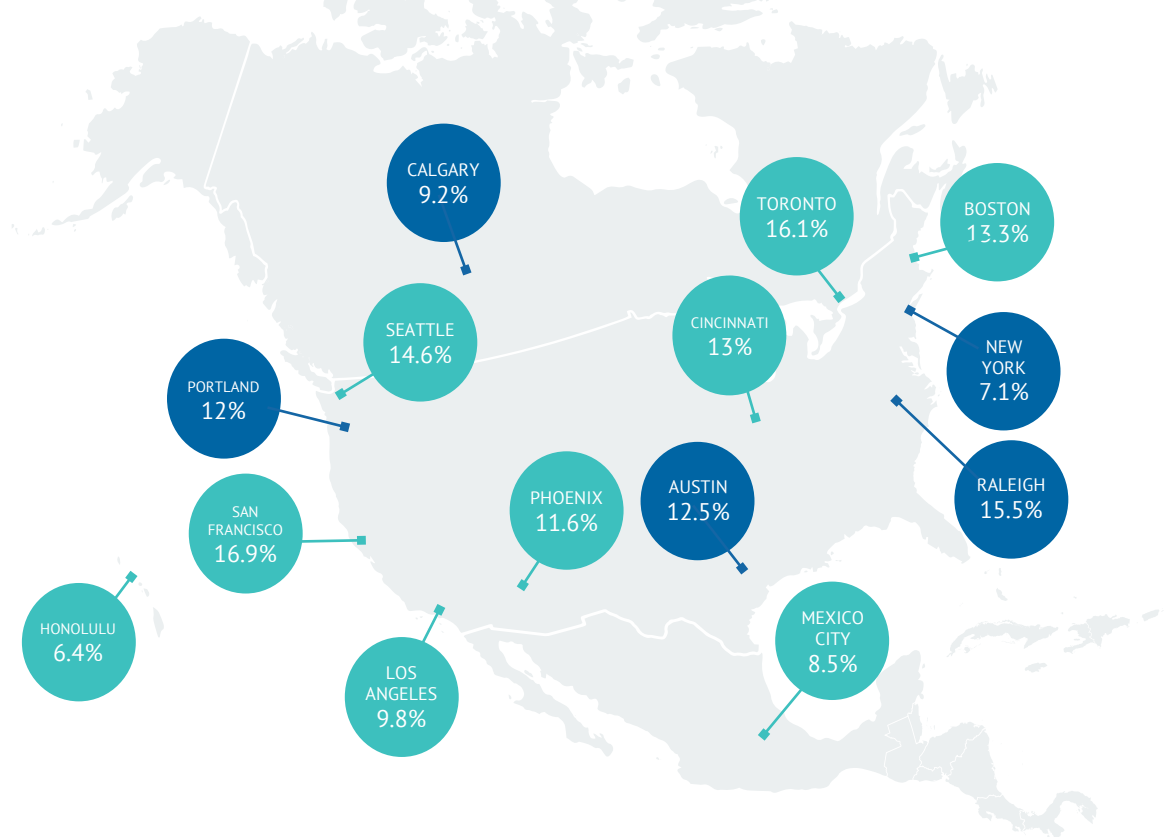 CALGARY
9.2%
TORONTO
16.1%
BOSTON
13.3%
SEATTLE
14.6%
CINCINNATI
13%
NEW
YORK
7.1%
PORTLAND
12%
PHOENIX
11.6%
AUSTIN
12.5%
RALEIGH
15.5%
SAN
FRANCISCO
16.9%
HONOLULU
6.4%
LOS
ANGELES
9.8%
MEXICO
CITY
8.5%